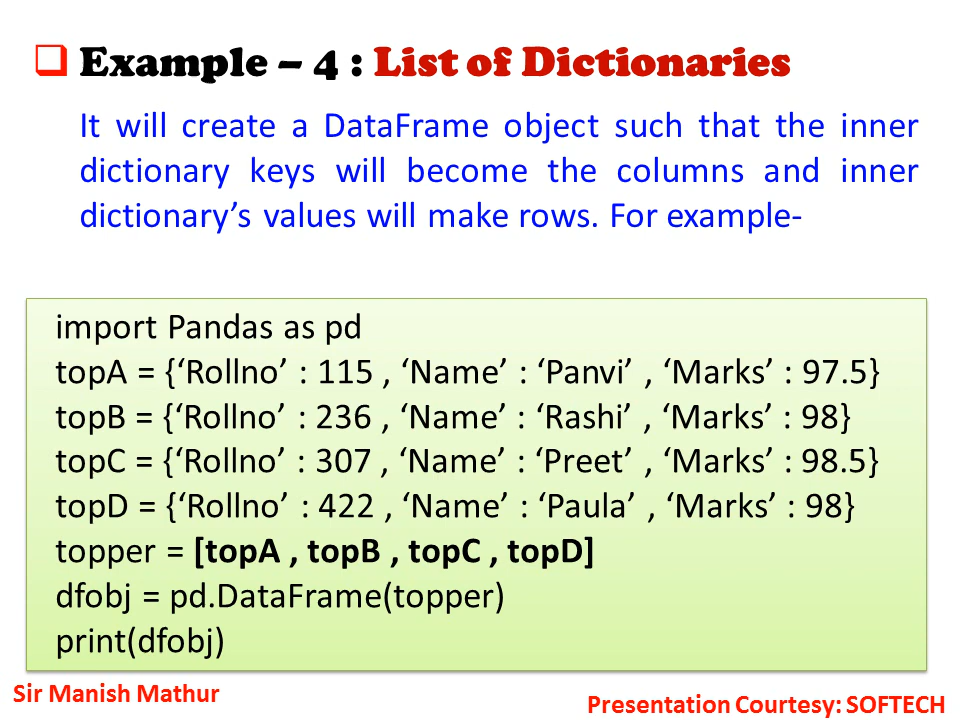 Example – 4 : List of Dictionaries
It will create a DataFrame object such that the inner
dictionary keys will become the columns and inner
dictionary’s values will make rows. For example-
import Pandas as pd
topA = {‘Rollno’ : 115 , ‘Name’ : ‘Panvi’ , ‘Marks’ : 97.5}
topB = {‘Rollno’ : 236 , ‘Name’ : ‘Rashi’ , ‘Marks’ : 98}
topC = {‘Rollno’ : 307 , ‘Name’ : ‘Preet’ , ‘Marks’ : 98.5}
topD = {‘Rollno’ : 422 , ‘Name’ : ‘Paula’ , ‘Marks’ : 98}
topper = [topA , topB , topC , topD]
dfobj = pd.DataFrame(topper)
print(dfobj)
Sir Manish Mathur
Presentation Courtesy: SOFTECH